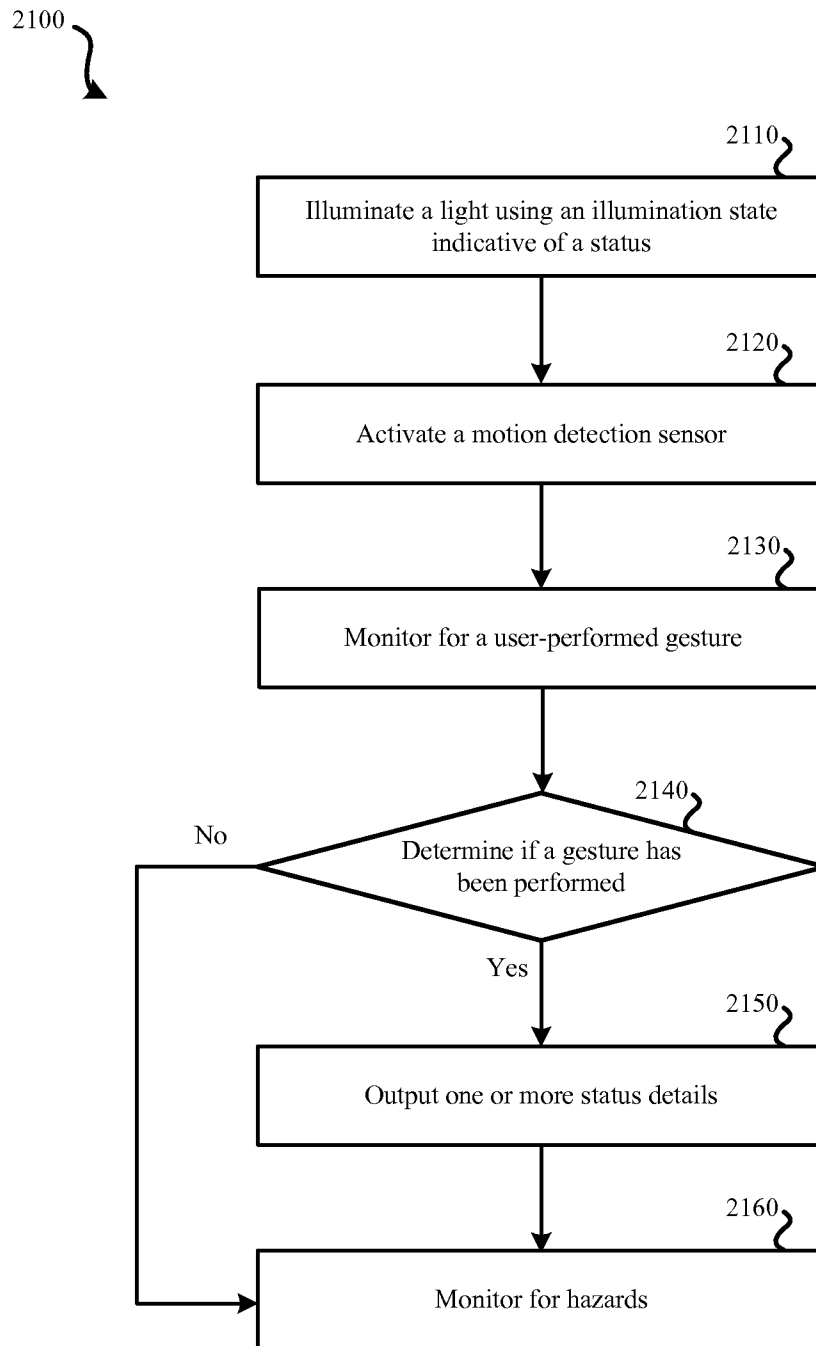 2100
2110
Illuminate a light using an illumination state
indicative of a status
2120
Activate a motion detection sensor
2130
Monitor for a user-performed gesture
2140
No
Determine if a gesture has
been performed
Yes
2150
Output one or more status details
2160
Monitor for hazards